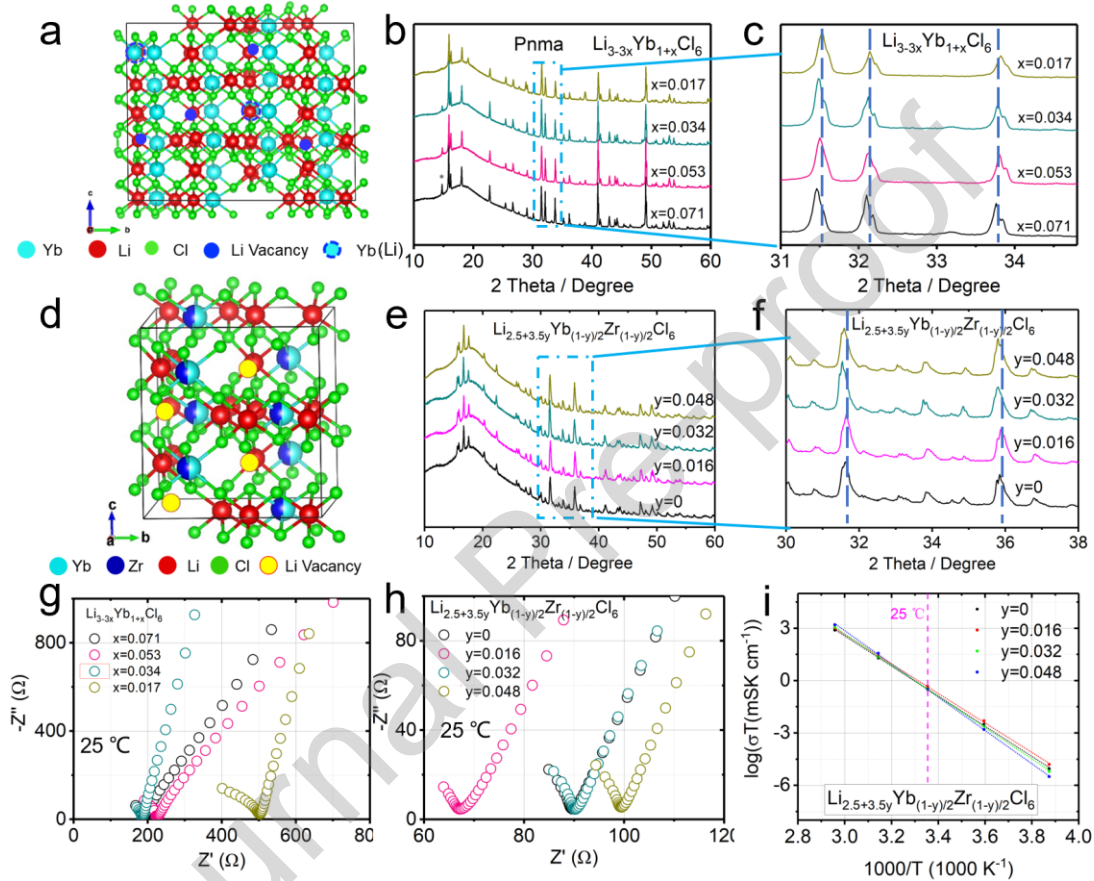 a
c
b
Yb Li Cl Li Vacancy Yb(Li)
b
Pnma
Li3-3xYb1+xCl6
x=0.017
x=0.034
x=0.053
*
x=0.071
10 20 30 40 50 60
2 Theta / Degree
c
Li3-3xYb1+xCl6
x=0.017
x=0.034
x=0.053
x=0.071
31 32 33 34
2 Theta / Degree
d
c
a b
Yb Zr Li Cl Li Vacancy
e
Li2.5+3.5yYb(1-y)/2Zr(1-y)/2Cl6
y=0.048
y=0.032
y=0.016
y=0
10 20 30 40 50 60
2 Theta / Degree
f
Li2.5+3.5yYb(1-y)/2Zr(1-y)/2Cl6
y=0.048
y=0.032
y=0.016
y=0
30 32 34 36 38
2 Theta / Degree
g
Li3-3xYb1+xCl6
x=0.071
x=0.053
x=0.034
x=0.017
25 ℃
-Z'' (Ω)
800
400
0
0 200 400 600 800
Z' (Ω)
h
Li2.5+3.5yYb(1-y)/2Zr(1-y)/2Cl6
y=0
y=0.016
y=0.032
y=0.048
25 ℃
-Z'' (Ω)
80
40
0
60 80 100 120
Z' (Ω)
i
25 ℃
y=0
y=0.016
y=0.032
y=0.048
log(σT(mSK cm-1))
3
0
-3
-6
Li2.5+3.5yYb(1-y)/2Zr(1-y)/2Cl6
2.8 3.0 3.2 3.4 3.6 3.8 4.0
1000/T (1000 K-1)
urnal Pre-proof